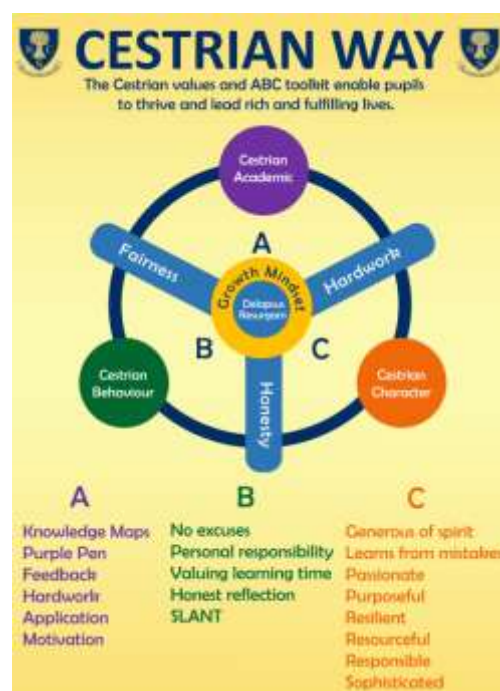 CESTRIAN WAY
The Cestrian values and ABC toolkit enable pupils
to thrive and lead rich and fulfilling lives.
Cestrian
Academic
A
Fairness
Hardwork
Growth Mindset
Delapsus
Resurgam
B
C
Cestrian
Behaviour
Honesty
Cestrian
Character
A
Knowledge Maps
Purple Pen
Feedback
Hardwork
Application
Motivation
B
No excuses
Personal responsibility
Valuing learning time
Honest reflection
SLANT
C
Generous of spirit
Learns from mistakes
Passionate
Purposeful
Resilient
Resourceful
Responsible
Sophisticated